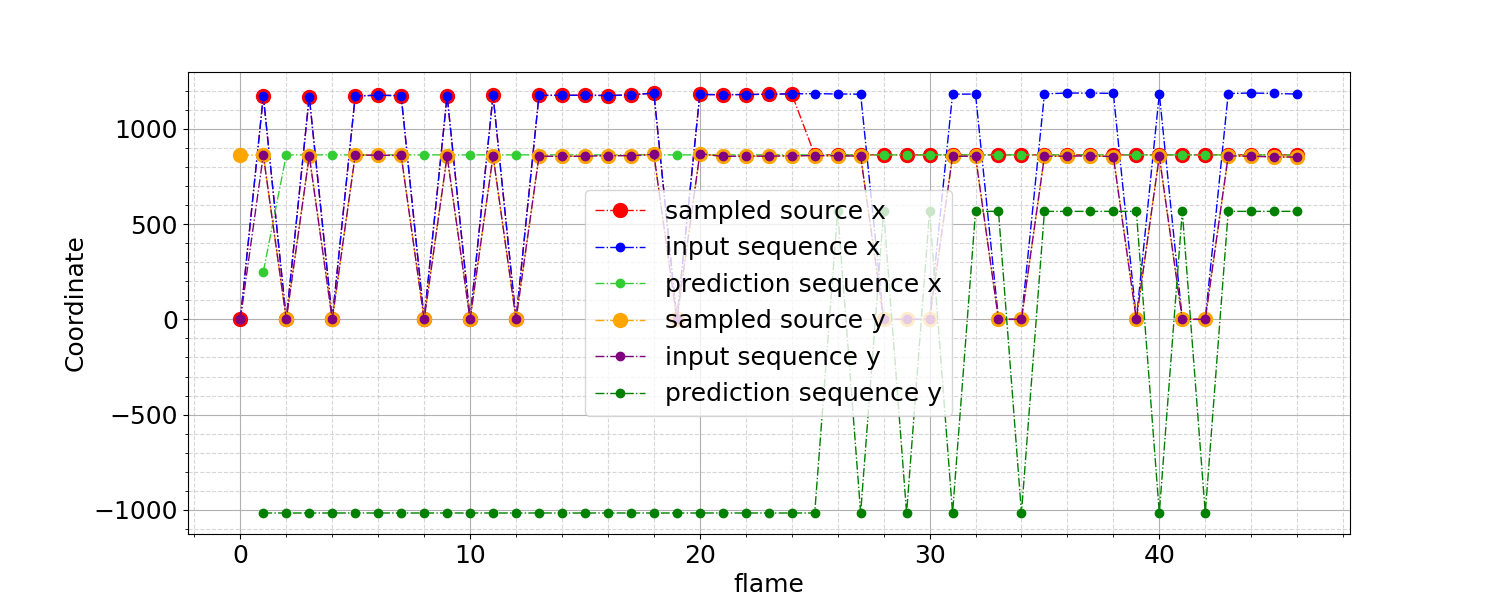 1000
500
0
−500
−1000
Coordinate
sampled source x
input sequence x
prediction sequence x
sampled source y
input sequence y
prediction sequence y
0 10 20 30 40
flame